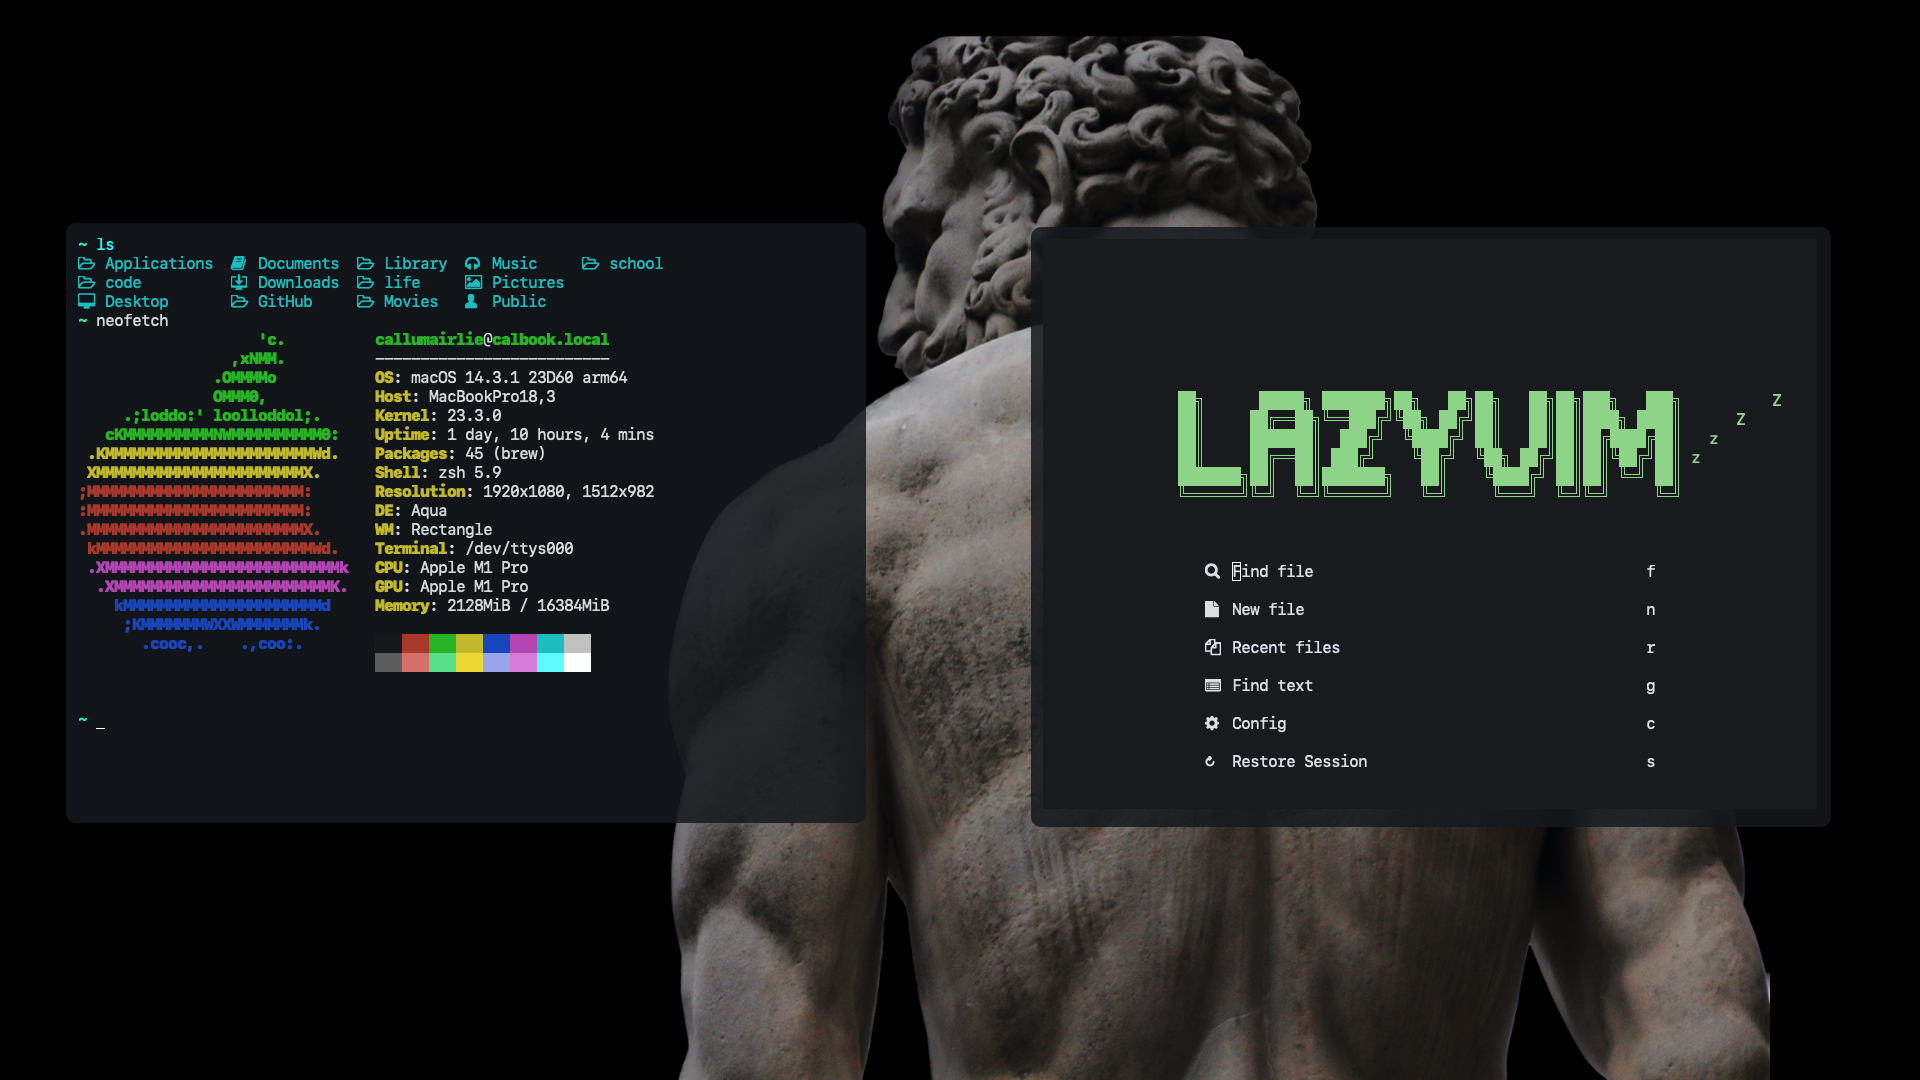 ~ ls
Applications Documents Library Music school
code Downloads life Pictures
Desktop GitHub Movies Public
~ neofetch
'c.
,xNMM.
.OMMMMo
OMMM0,
.;loddo:' loolloddol;.
cKMMMMMMMMMMNWMMMMMMMMMM0:
.KMMMMMMMMMMMMMMMMMMMMMMMWd.
XMMMMMMMMMMMMMMMMMMMMMMMX.
;MMMMMMMMMMMMMMMMMMMMMMMM:
:MMMMMMMMMMMMMMMMMMMMMMMM:
.MMMMMMMMMMMMMMMMMMMMMMMMX.
kMMMMMMMMMMMMMMMMMMMMMMMMWd.
.XMMMMMMMMMMMMMMMMMMMMMMMMMMk
.XMMMMMMMMMMMMMMMMMMMMMMMMK.
kMMMMMMMMMMMMMMMMMMMMMMd
;KMMMMMMMWXXWMMMMMMMk.
.cooc,. .,coo:.
callumairlie@calbook.local
--------------------------
OS: macOS 14.3.1 23D60 arm64
Host: MacBookPro18,3
Kernel: 23.3.0
Uptime: 1 day, 10 hours, 4 mins
Packages: 45 (brew)
Shell: zsh 5.9
Resolution: 1920x1080, 1512x982
DE: Aqua
WM: Rectangle
Terminal: /dev/ttys000
CPU: Apple M1 Pro
GPU: Apple M1 Pro
Memory: 2128MiB / 16384MiB
~ _
LAZYVIM
Z
Z
z
z
Find file f
New file n
Recent files r
Find text g
Config c
Restore Session s